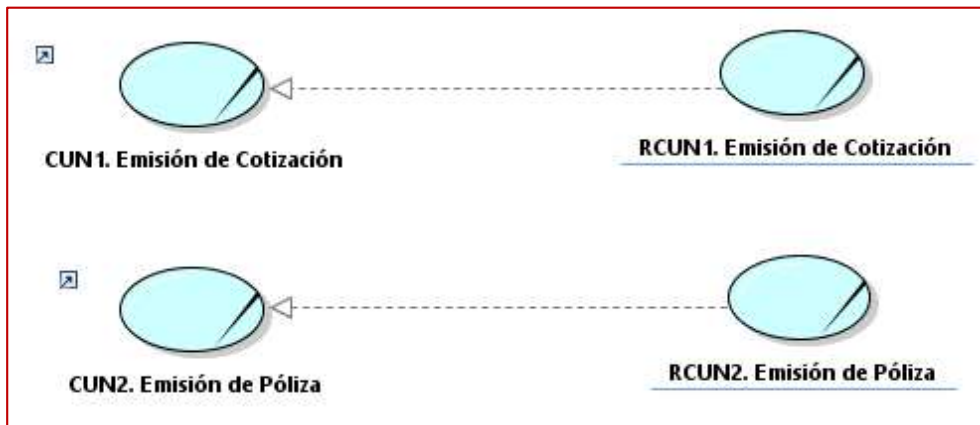 CUN1. Emisión de Cotización
RCUN1. Emisión de Cotización
CUN2. Emisión de Póliza
RCUN2. Emisión de Póliza